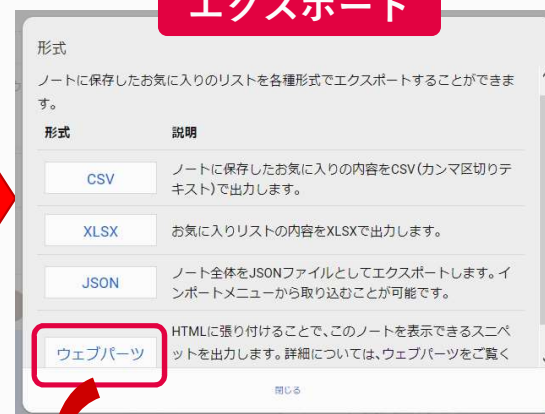 エクスポート
形式
ノートに保存したお気に入りのリストを各種形式でエクスポートすることができま
す。
形式 説明
CSV ノートに保存したお気に入りの内容をCSV(カンマ区切りテ
キスト)で出力します。
XLSX お気に入りリストの内容をXLSXで出力します。
JSON ノート全体をJSONファイルとしてエクスポートします。イ
ンポートメニューから取り込むことが可能です。
HTMLに張り付けることで、このノートを表示できるスニペ
ウェブパーツ ットを出力します。詳細については、ウェブパーツをご覧く
閉じる